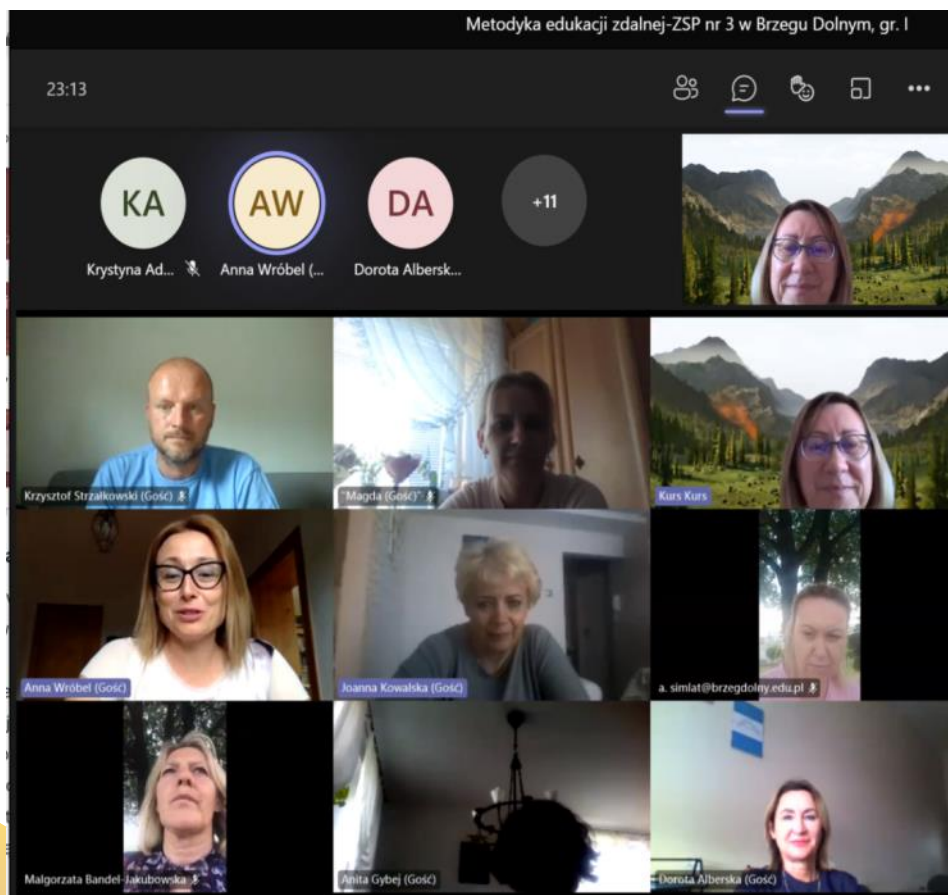 Metodyka edukacji zdalnej-ZSP nr 3 w Brzegu Dolnym, gr. I
23:13
KA
AW
DA
+11
Krystyna Ad...
Anna Wróbel (...
Dorota Albersk...
Krzysztof Strzałkowski (Gość)
"Magda (Gość)"
Kurs Kurs
Anna Wróbel (Gość)
Joanna Kowalska (Gość)
a. simlat@brzegdolny.edu.pl
Malgorzata Bandel-Jakubowska
Anita Gybej (Gość)
Dorota Alberska (Gość)